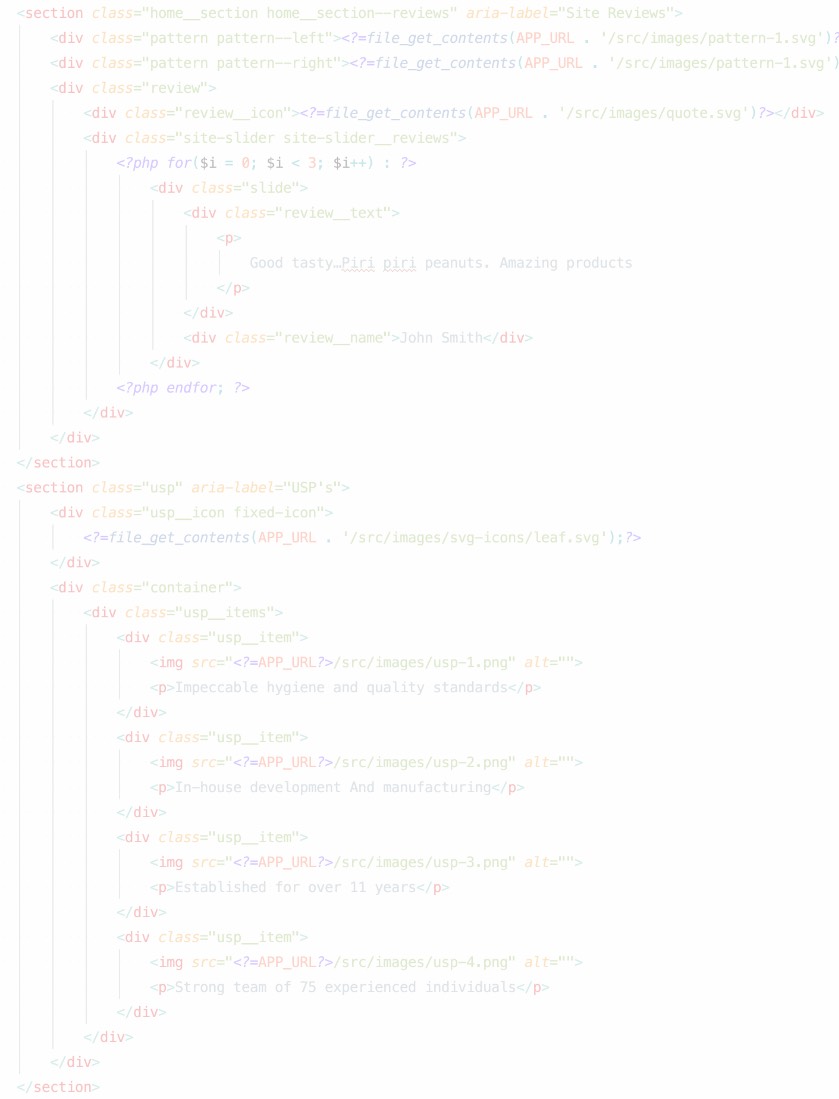 <section class="home__section home__section--reviews" aria-label="Site Reviews">
<div class="pattern pattern--left"><?=file_get_contents(APP_URL . '/src/images/pattern-1.svg')?
<div class="pattern pattern--right"><?=file_get_contents(APP_URL . '/src/images/pattern-1.svg')
<div class="review">
<div class="review__icon"><?=file_get_contents(APP_URL . '/src/images/quote.svg')?></div>
<div class="site-slider site-slider__reviews">
<?php for($i = 0; $i < 3; $i++) : ?>
<div class="slide">
<div class="review__text">
<p>
Good tasty…Piri piri peanuts. Amazing products
</p>
</div>
<div class="review__name">John Smith</div>
</div>
<?php endfor; ?>
</div>
</div>
</section>
<section class="usp" aria-label="USP's">
<div class="usp__icon fixed-icon">
<?=file_get_contents(APP_URL . '/src/images/svg-icons/leaf.svg');?>
</div>
<div class="container">
<div class="usp__items">
<div class="usp__item">
<img src="<?=APP_URL?>/src/images/usp-1.png" alt="">
<p>Impeccable hygiene and quality standards</p>
</div>
<div class="usp__item">
<img src="<?=APP_URL?>/src/images/usp-2.png" alt="">
<p>In-house development And manufacturing</p>
</div>
<div class="usp__item">
<img src="<?=APP_URL?>/src/images/usp-3.png" alt="">
<p>Established for over 11 years</p>
</div>
<div class="usp__item">
<img src="<?=APP_URL?>/src/images/usp-4.png" alt="">
<p>Strong team of 75 experienced individuals</p>
</div>
</div>
</div>
</section>